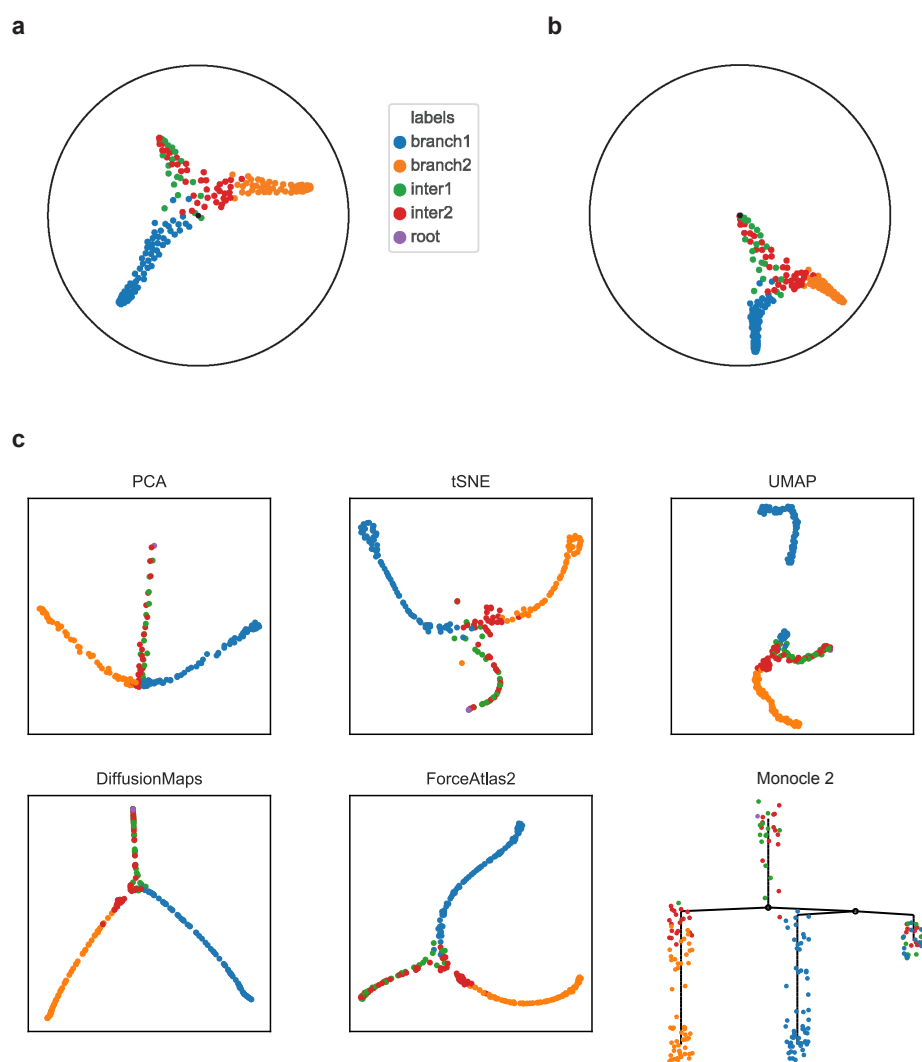 a
b
labels
branch1
branch2
inter1
inter2
root
c
PCA
tSNE
UMAP
DiffusionMaps
ForceAtlas2
Monocle 2